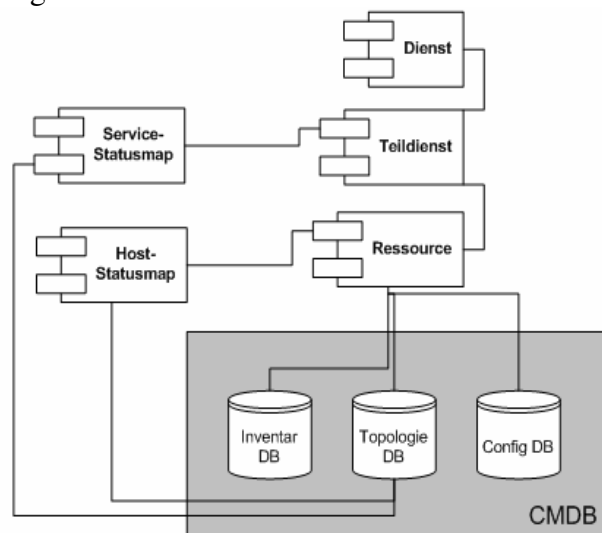 Dienst
Service-
Statusmap
Teildienst
Host-
Statusmap
Ressource
Inventar
DB
Topologie
DB
Config DB
CMDB